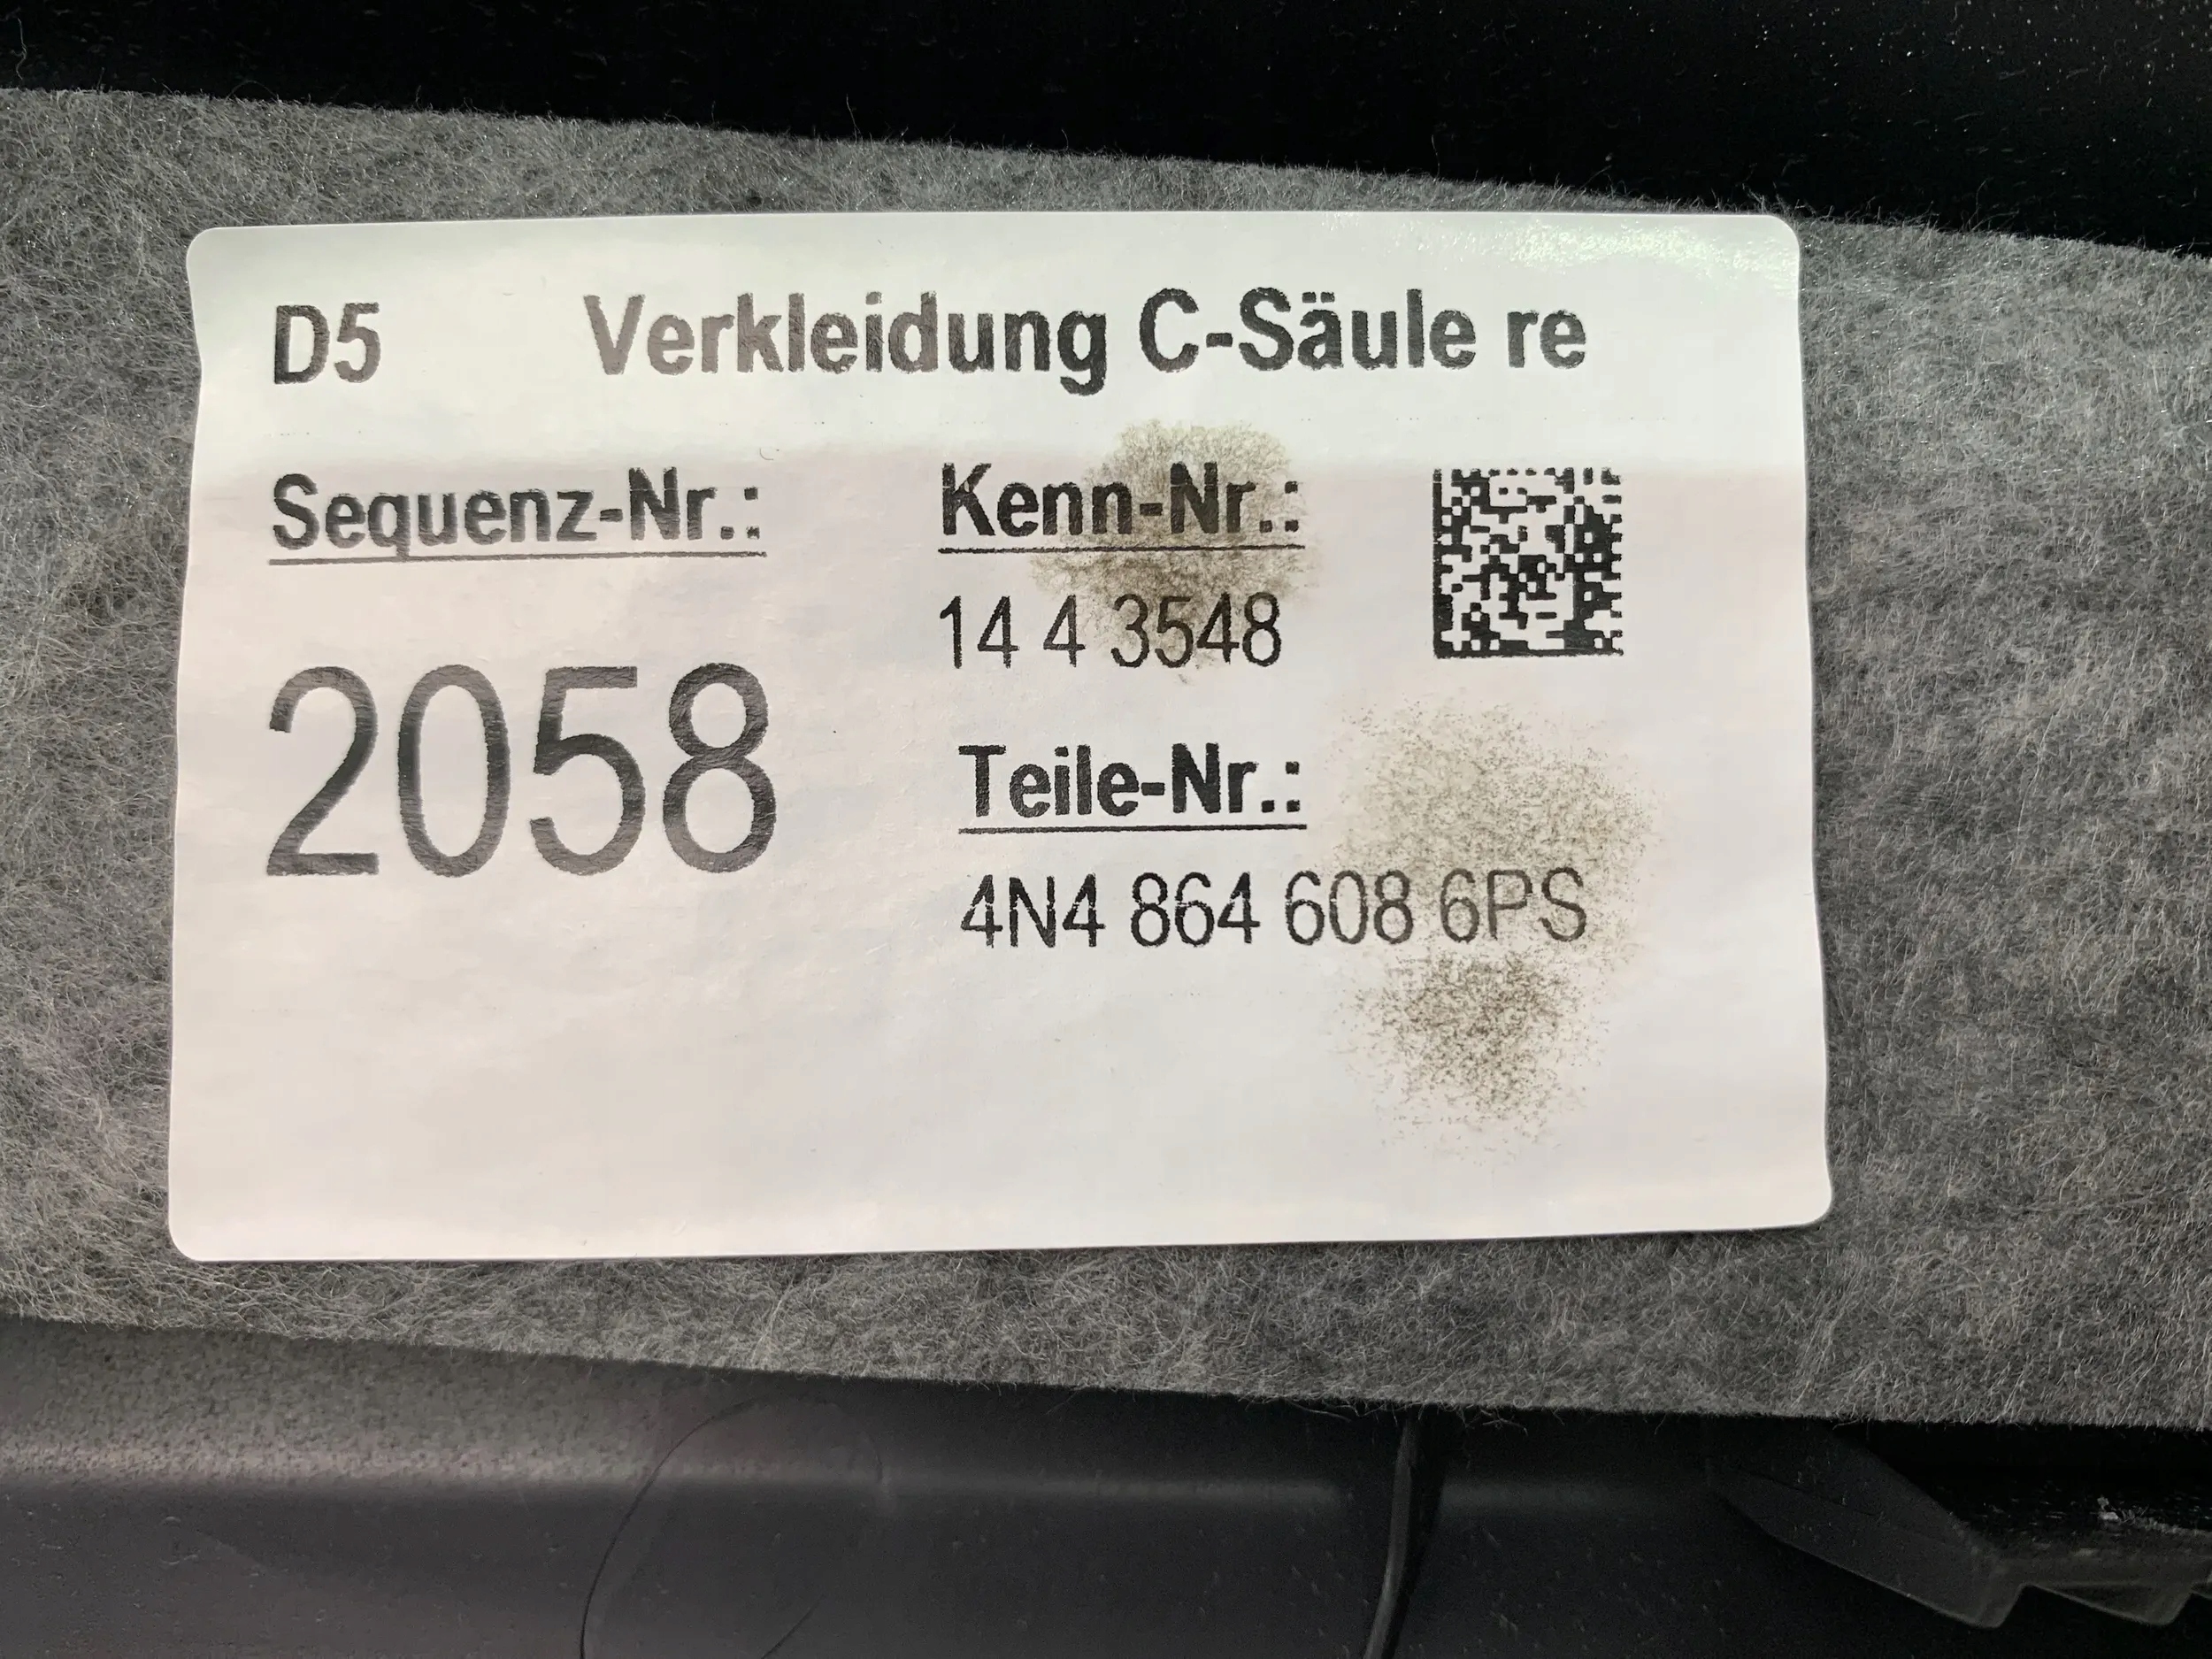 D5 Verkleidung C-Säule re
Sequenz-Nr.: Kenn-Nr.:
14 4 3548
2058
Teile-Nr.:
4N4 864 608 6PS